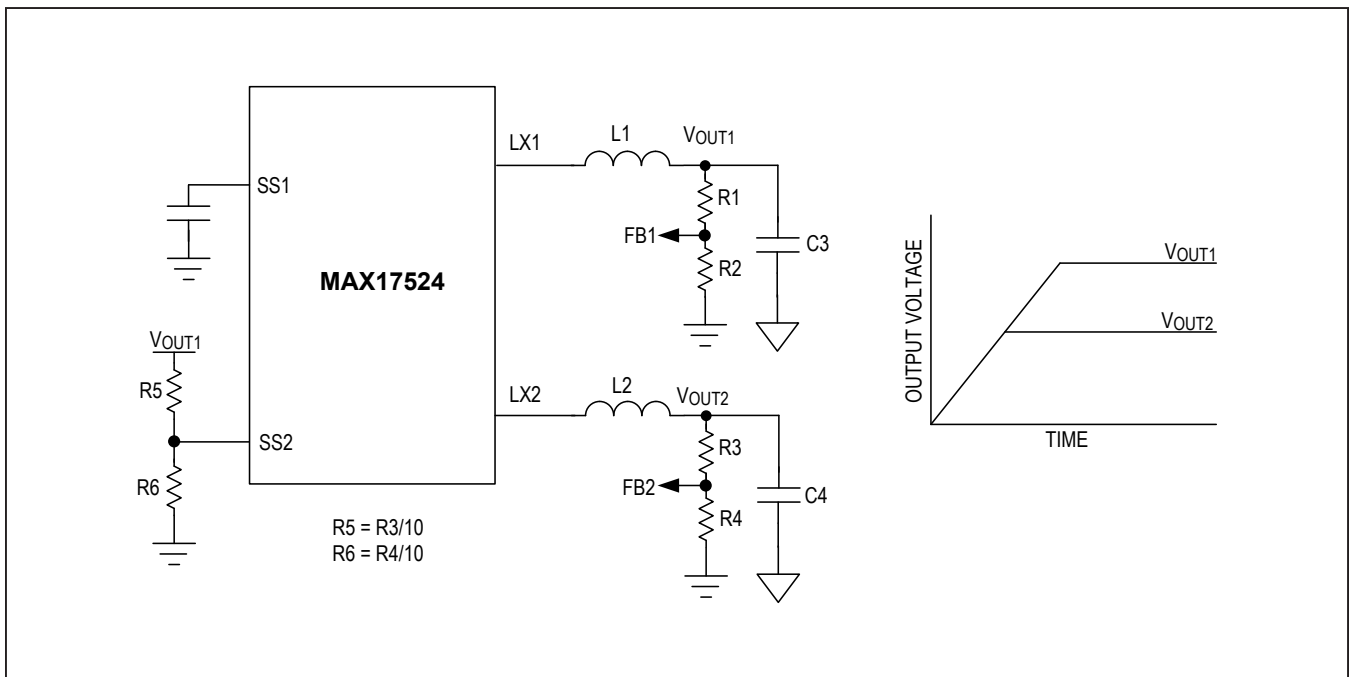 LX1
L1
VOUT1
SS1
R1
FB1
C3
R2
MAX17524
VOUT1
R5
SS2
R6
LX2
L2
VOUT2
R3
FB2
C4
R4
R5 = R3/10
R6 = R4/10
OUTPUT VOLTAGE
VOUT1
VOUT2
TIME